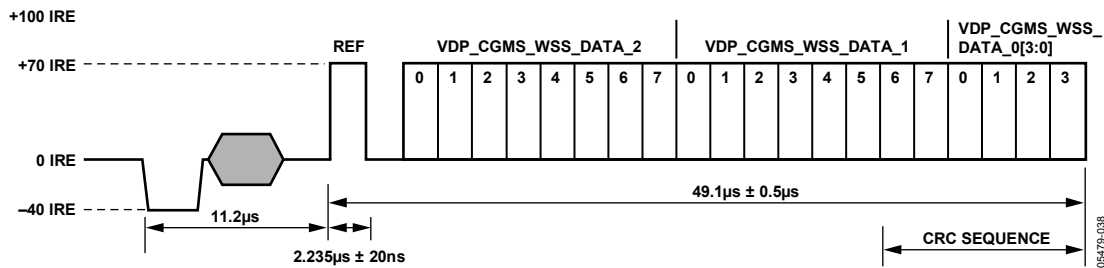 +100 IRE
REF
VDP_CGMS_WSS_DATA_2
VDP_CGMS_WSS_DATA_1
VDP_CGMS_WSS_
DATA_0[3:0]
+70 IRE
0 1 2 3 4 5 6 7 0 1 2 3 4 5 6 7 0 1 2 3
0 IRE
–40 IRE
49.1µs ± 0.5µs
11.2µs
2.235µs ± 20ns
CRC SEQUENCE
05479-038